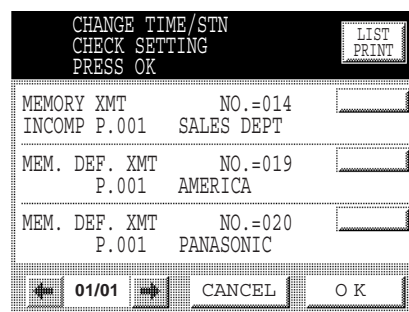 CHANGE TIME/STN
CHECK SETTING
PRESS OK
LIST
PRINT
MEMORY XMT NO.=014
INCOMP P.001 SALES DEPT
MEM. DEF. XMT NO.=019
P.001 AMERICA
MEM. DEF. XMT NO.=020
P.001 PANASONIC
01/01 CANCEL O K